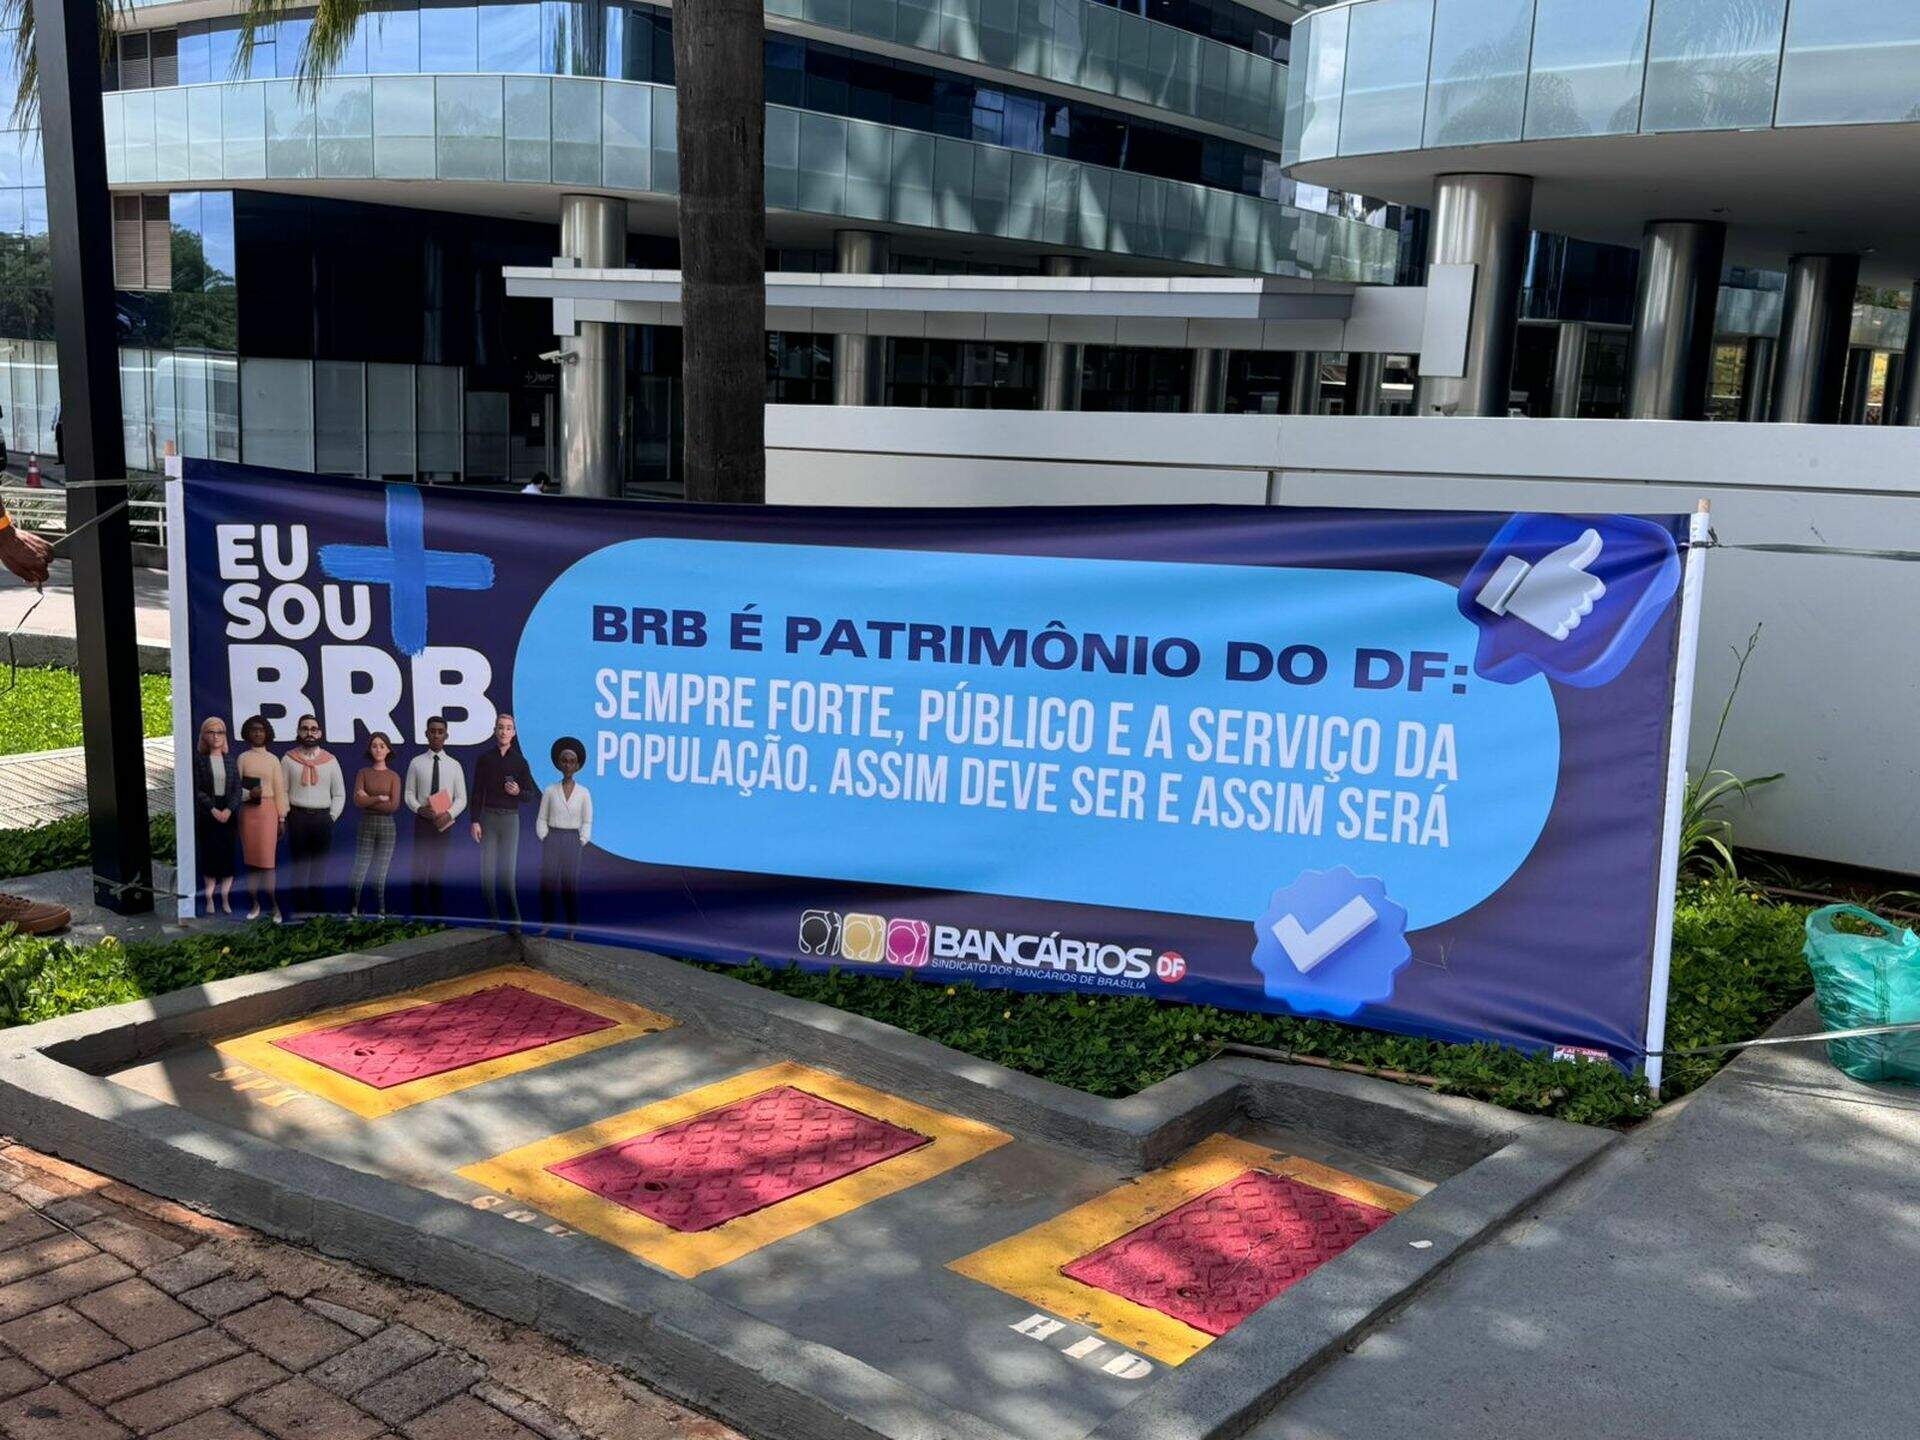 EU
SOU +
BRB
BRB É PATRIMÔNIO DO DF:
SEMPRE FORTE, PÚBLICO E A SERVIÇO DA
POPULAÇÃO. ASSIM DEVE SER E ASSIM SERÁ
BANCÁRIOS DF
SINDICATO DOS BANCÁRIOS DE BRASÍLIA
HID